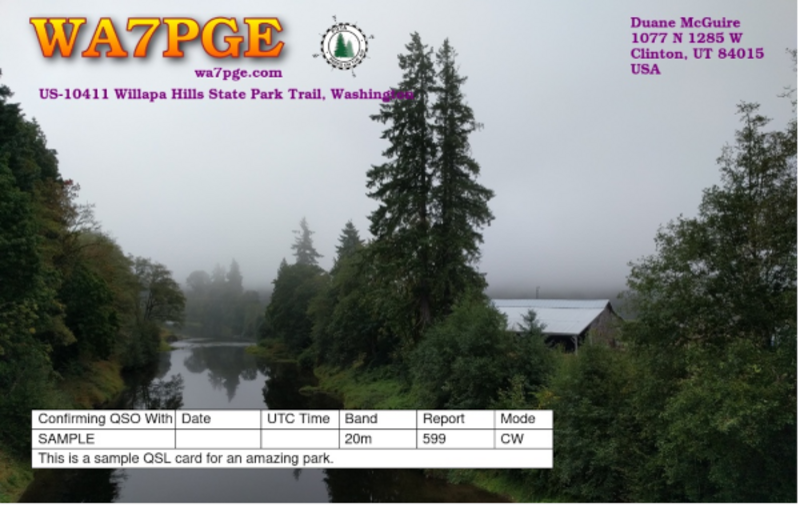 WA7PGE
wa7pge.com
US-10411 Willapa Hills State Park Trail, Washington
Duane McGuire
1077 N 1285 W
Clinton, UT 84015
USA
Confirming QSO With Date UTC Time Band Report Mode
SAMPLE 20m 599 CW
This is a sample QSL card for an amazing park.